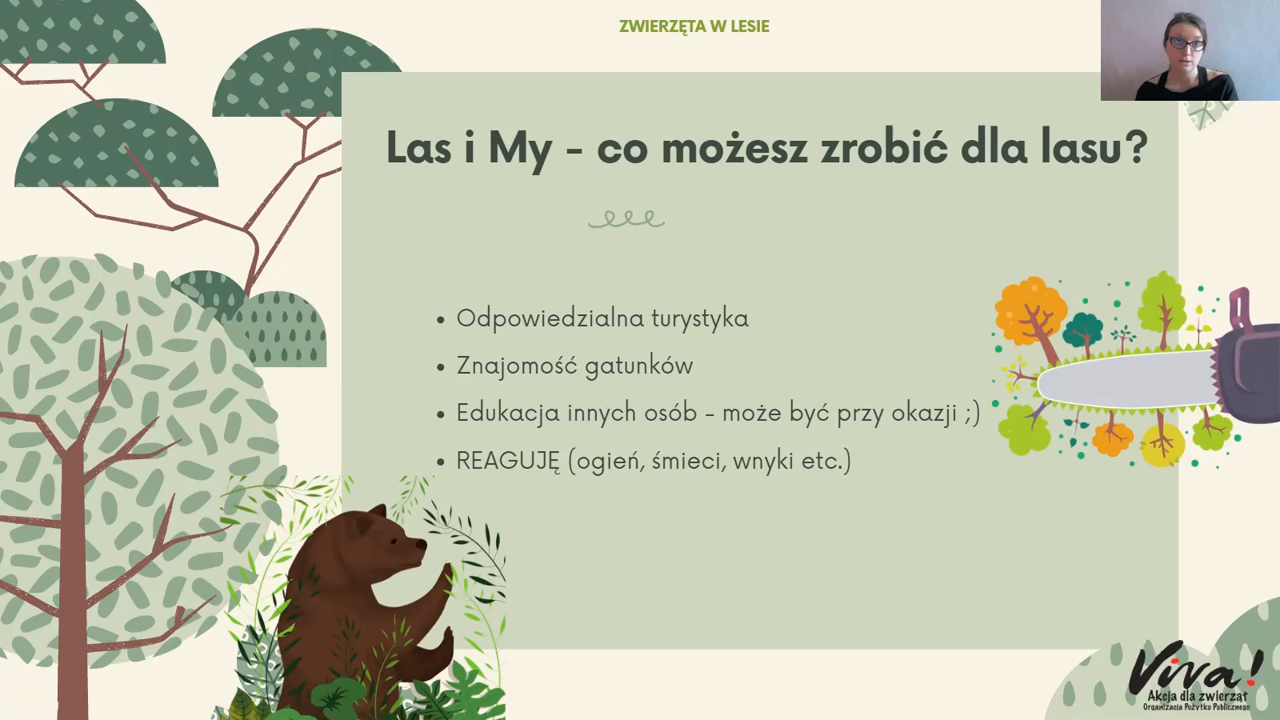 ZWIERZĘTA W LESIE
Las i My - co możesz zrobić dla lasu?
• Odpowiedzialna turystyka
• Znajomość gatunków
• Edukacja innych osób - może być przy okazji ;)
• REAGUJĘ (ogień, śmieci, wnyki etc.)
Viva!
Akcja dla zwierząt
Organizacja Pożytku Publicznego